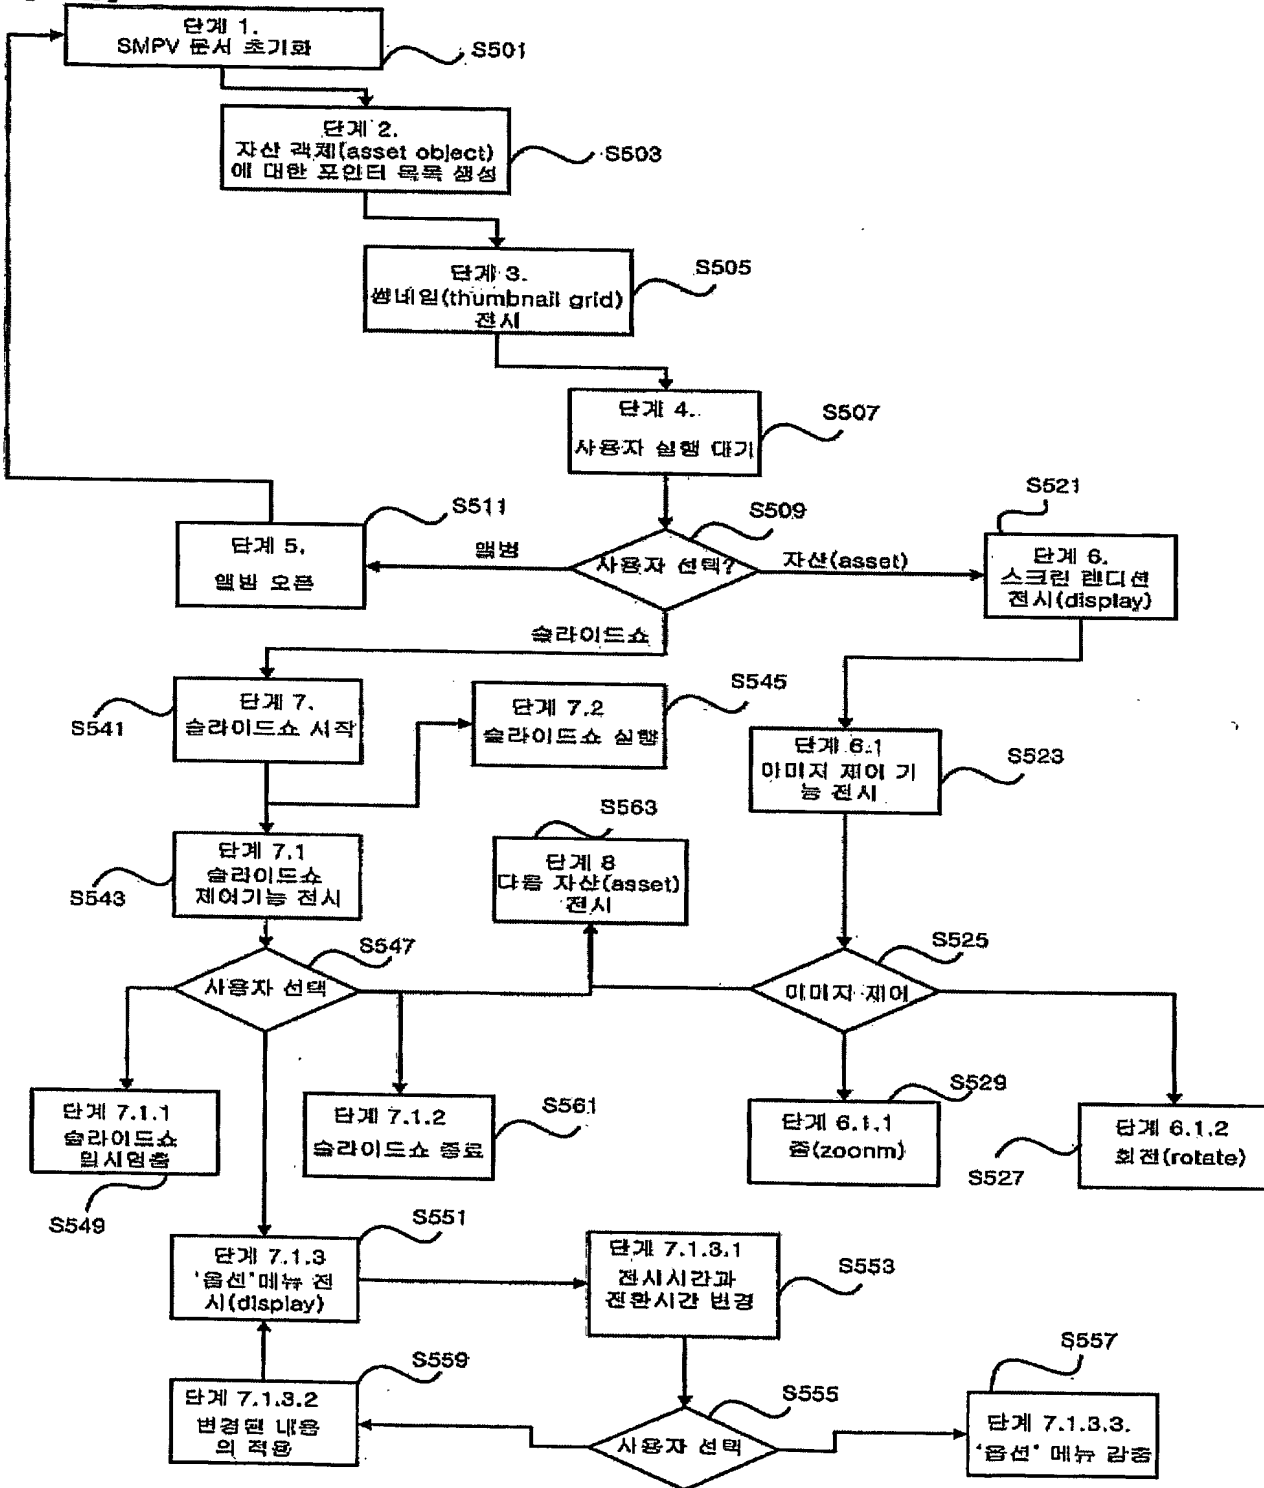 단계 1.
SMPV 문서 초기화
S501
단계 2.
자산 객체(asset object)
에 대한 포인터 목록 생성
S503
단계 3.
썸네일(thumbnail grid)
전시
S505
단계 4.
사용자 실행 대기
S507
S509
사용자 선택?
앨범
자산(asset)
슬라이드쇼
S511
단계 5.
앨범 오픈
S521
단계 6.
스크린 렌디션
전시(display)
단계 7.
슬라이드쇼 시작
S541
단계 7.2
슬라이드쇼 실행
S545
단계 6.1
이미지 제어 기
능 전시
S523
단계 7.1
슬라이드쇼
제어기능 전시
S543
S563
단계 8
다음 자산(asset)
전시
S547
사용자 선택
S525
이미지 제어
단계 7.1.1
슬라이드쇼
일시멈춤
S549
단계 7.1.2
슬라이드쇼 종료
S561
S529
단계 6.1.1
줌(zoonm)
단계 6.1.2
회전(rotate)
S527
S551
단계 7.1.3
'옵션'메뉴 전
시(display)
단계 7.1.3.1
전시시간과
전환시간 변경
S553
S559
단계 7.1.3.2
변경된 내용
의 적용
S555
사용자 선택
S557
단계 7.1.3.3.
'옵션' 메뉴 감춤